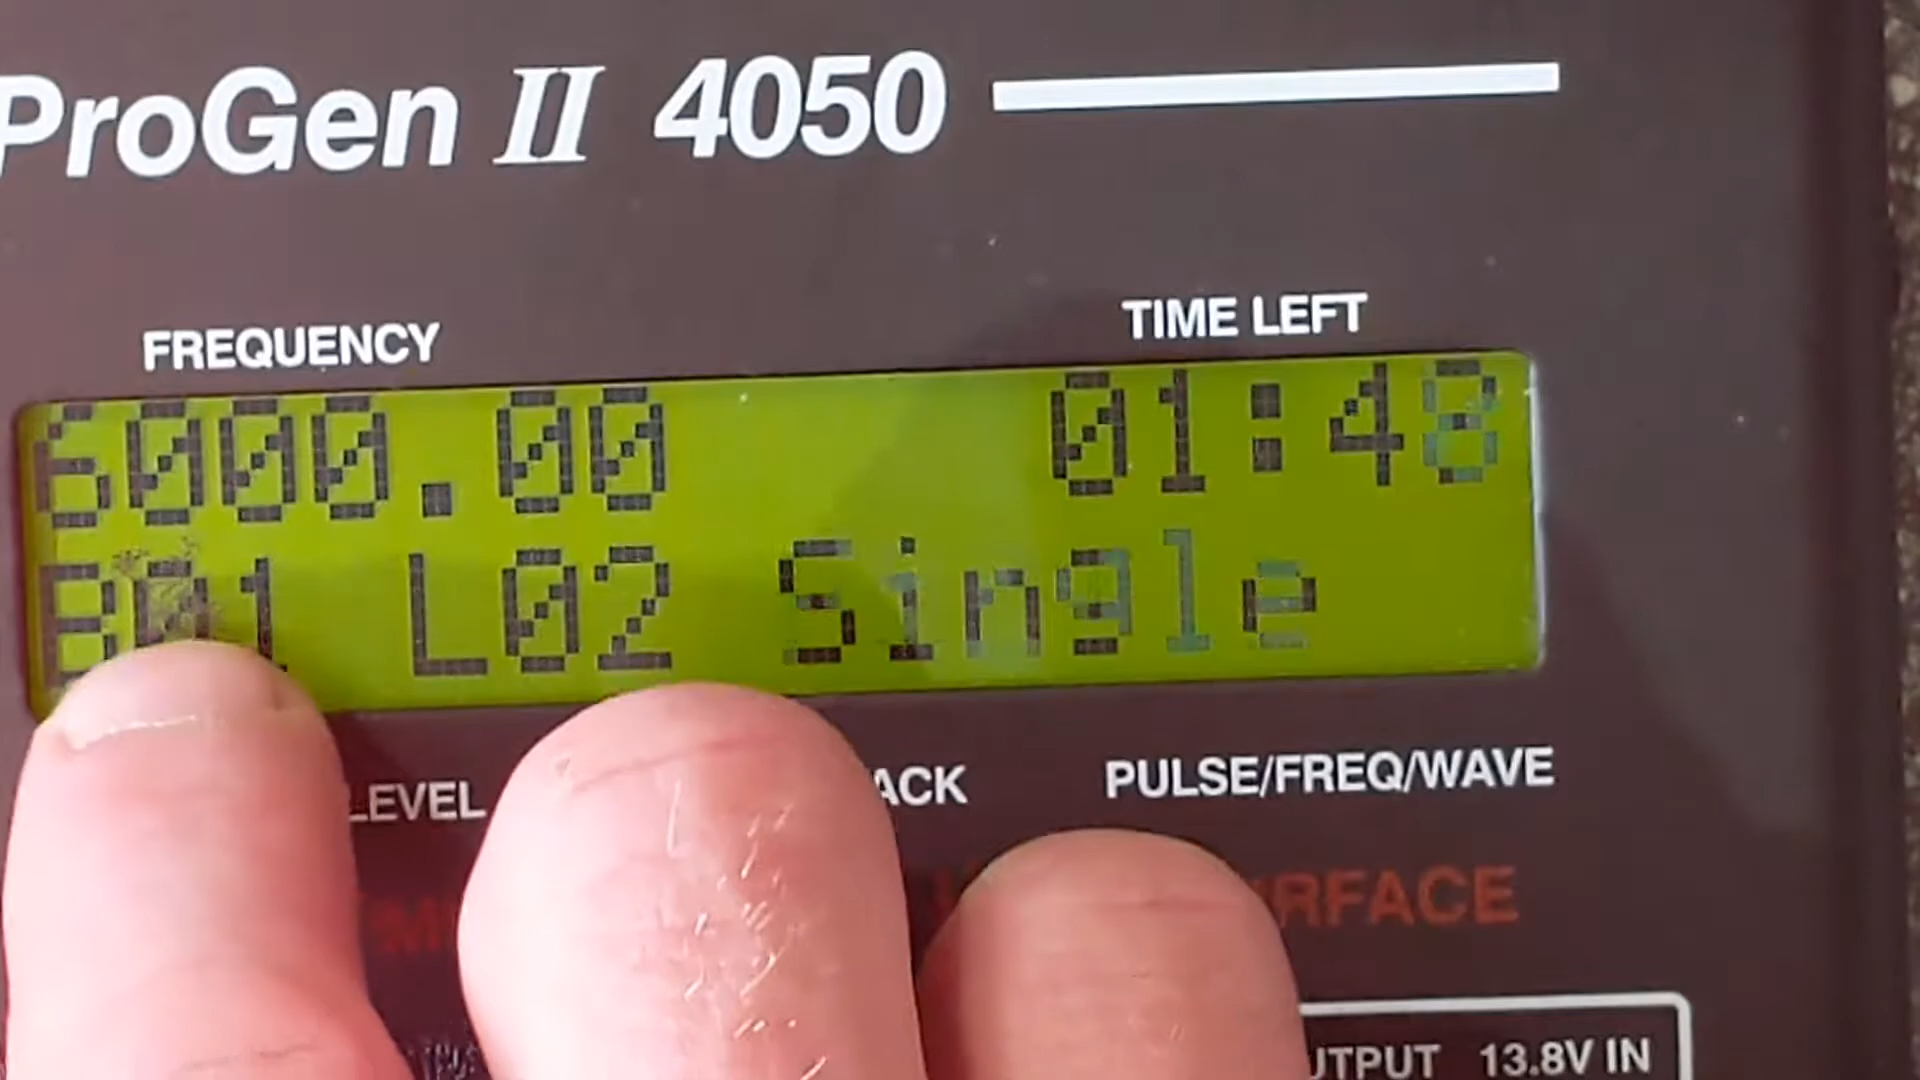 ProGen II 4050
FREQUENCY TIME LEFT
6000.00 01:48
B01 L02 Single
LEVEL PULSE/FREQ/WAVE
13.8V IN